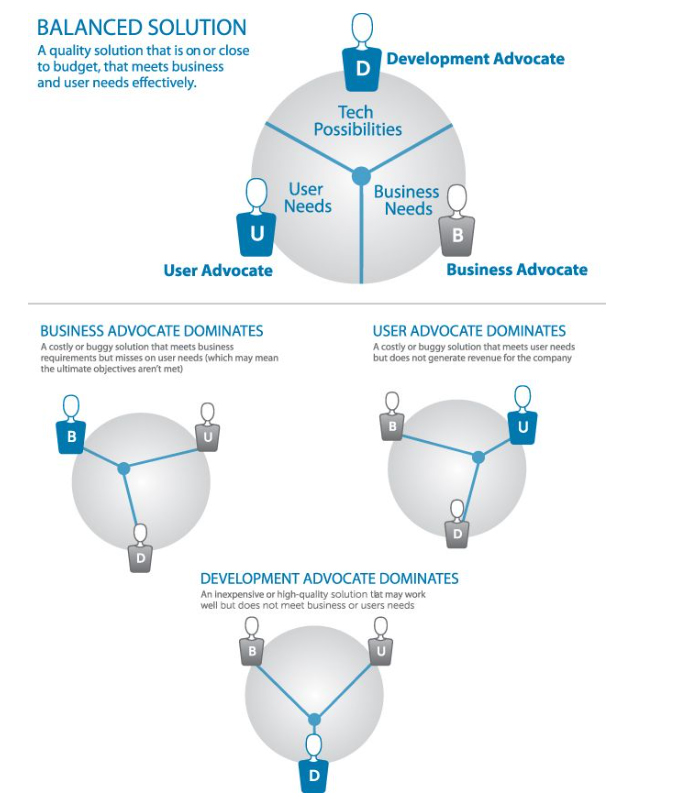 BALANCED SOLUTION
A quality solution that is on or close
to budget, that meets business
and user needs effectively.
D
Development Advocate
Tech
Possibilities
User
Needs
Business
Needs
U
B
User Advocate
Business Advocate
BUSINESS ADVOCATE DOMINATES
A costly or buggy solution that meets business
requirements but misses on user needs (which may mean
the ultimate objectives aren't met)
B
U
D
USER ADVOCATE DOMINATES
A costly or buggy solution that meets user needs
but does not generate revenue for the company
B
U
D
DEVELOPMENT ADVOCATE DOMINATES
An inexpensive or high-quality solution that may work
well but does not meet business or users needs
B
U
D